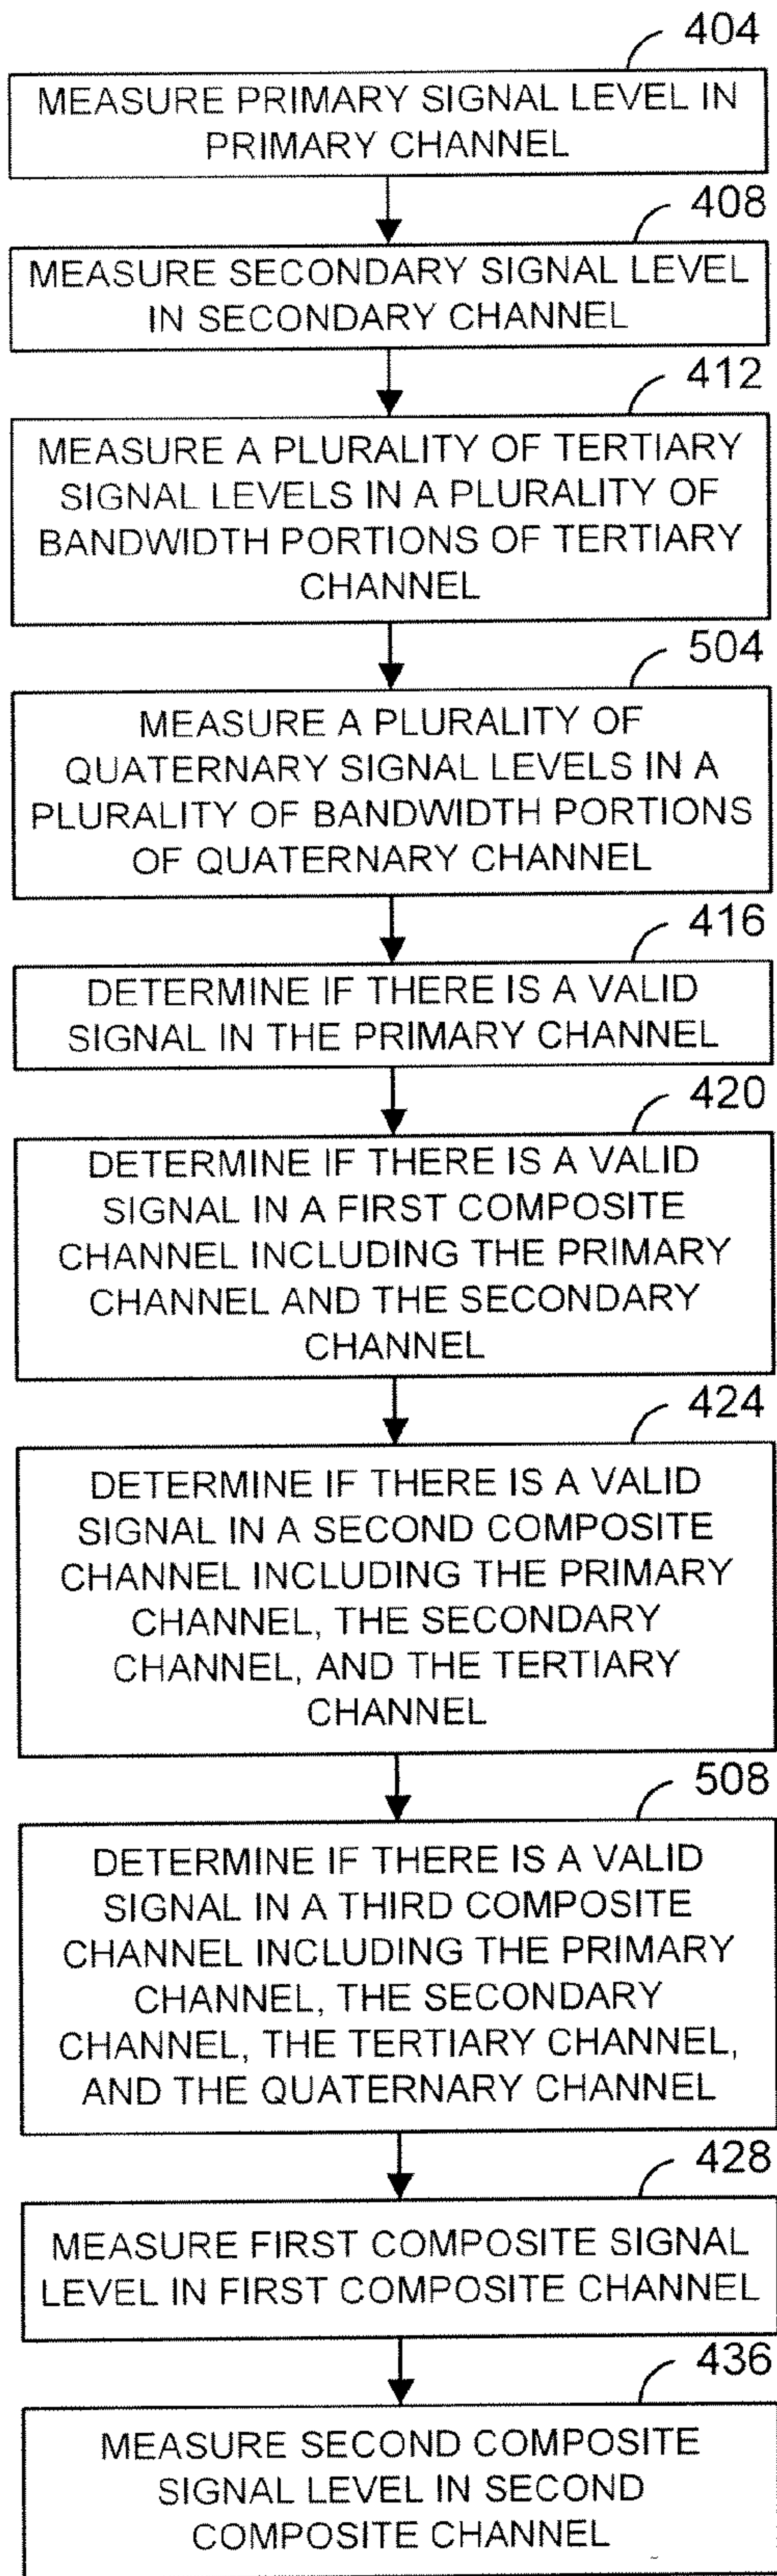 404
MEASURE PRIMARY SIGNAL LEVEL IN
PRIMARY CHANNEL
408
MEASURE SECONDARY SIGNAL LEVEL
IN SECONDARY CHANNEL
412
MEASURE A PLURALITY OF TERTIARY
SIGNAL LEVELS IN A PLURALITY OF
BANDWIDTH PORTIONS OF TERTIARY
CHANNEL
504
MEASURE A PLURALITY OF
QUATERNARY SIGNAL LEVELS IN A
PLURALITY OF BANDWIDTH PORTIONS
OF QUATERNARY CHANNEL
416
DETERMINE IF THERE IS A VALID
SIGNAL IN THE PRIMARY CHANNEL
420
DETERMINE IF THERE IS A VALID
SIGNAL IN A FIRST COMPOSITE
CHANNEL INCLUDING THE PRIMARY
CHANNEL AND THE SECONDARY
CHANNEL
424
DETERMINE IF THERE IS A VALID
SIGNAL IN A SECOND COMPOSITE
CHANNEL INCLUDING THE PRIMARY
CHANNEL, THE SECONDARY
CHANNEL, AND THE TERTIARY
CHANNEL
508
DETERMINE IF THERE IS A VALID
SIGNAL IN A THIRD COMPOSITE
CHANNEL INCLUDING THE PRIMARY
CHANNEL, THE SECONDARY
CHANNEL, THE TERTIARY CHANNEL,
AND THE QUATERNARY CHANNEL
428
MEASURE FIRST COMPOSITE SIGNAL
LEVEL IN FIRST COMPOSITE CHANNEL
436
MEASURE SECOND COMPOSITE
SIGNAL LEVEL IN SECOND
COMPOSITE CHANNEL